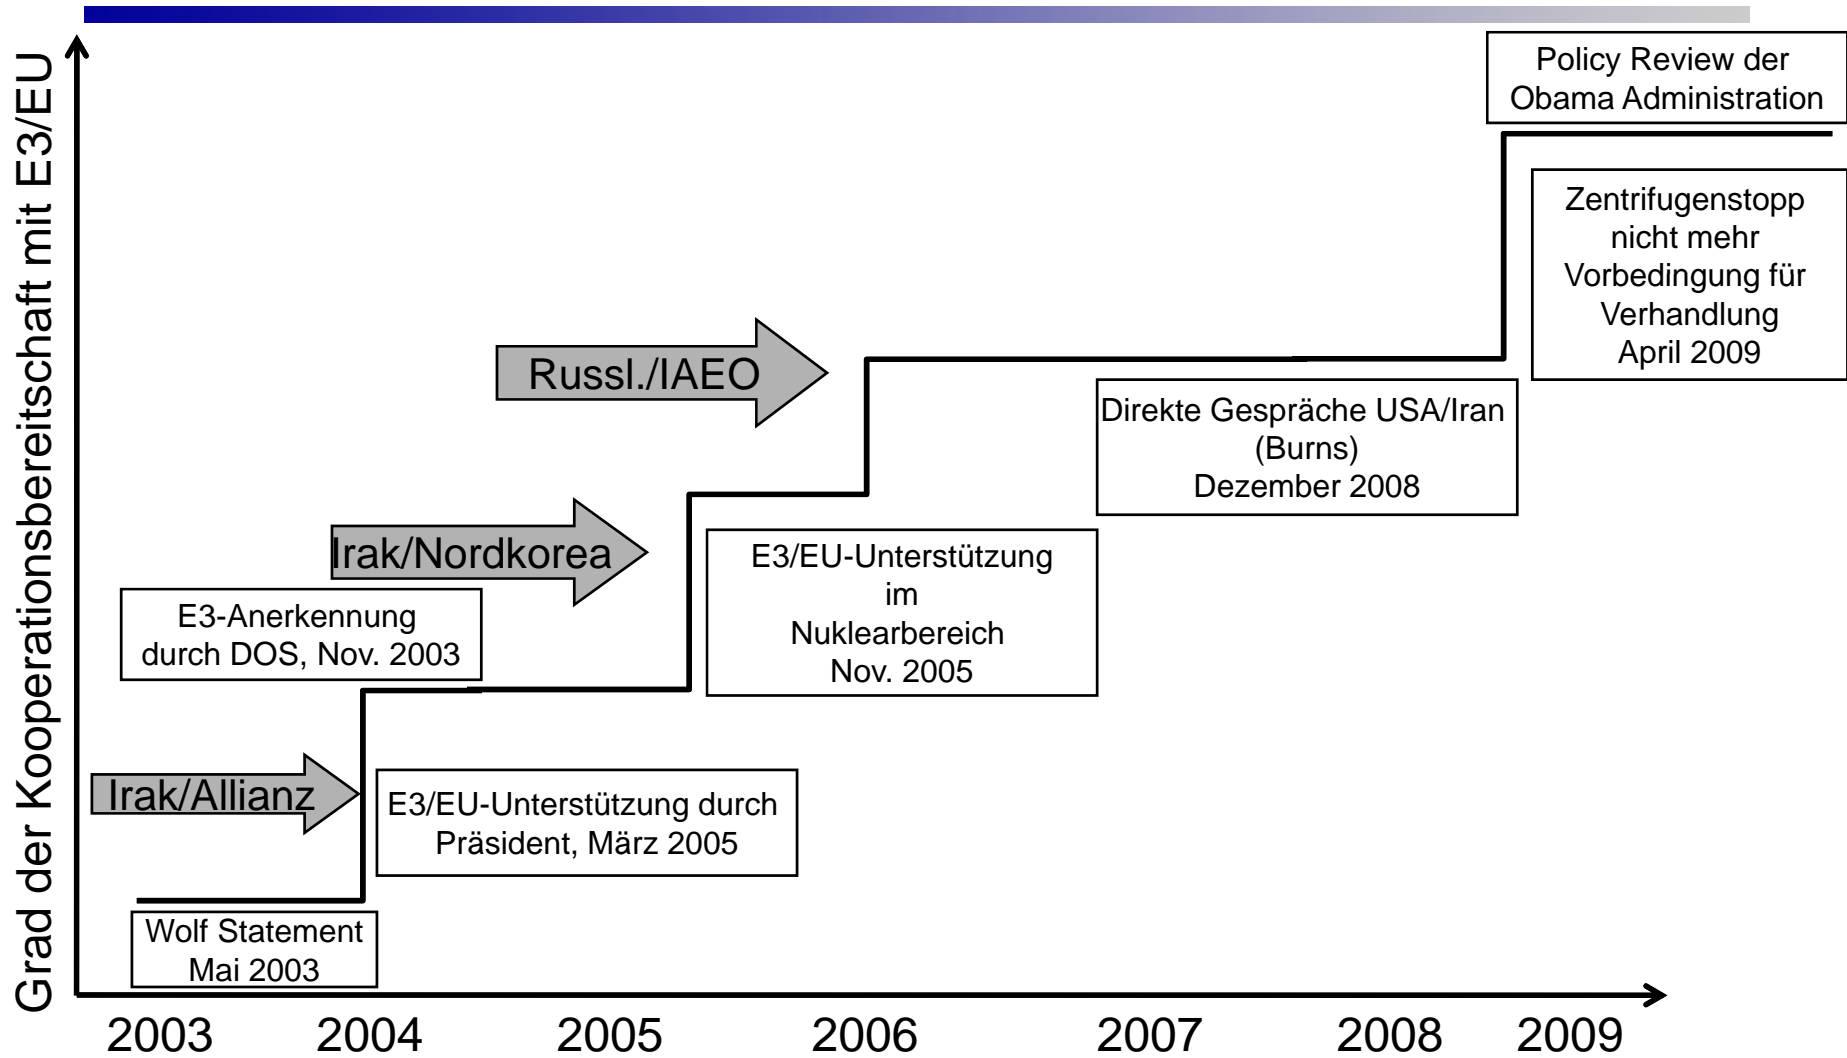 Grad der Kooperationsbereitschaft mit E3/EU
Policy Review der
Obama Administration
Zentrifugenstopp
nicht mehr
Vorbedingung für
Verhandlung
April 2009
Russl./IAEO
Direkte Gespräche USA/Iran
(Burns)
Dezember 2008
Irak/Nordkorea
E3/EU-Unterstützung
im
Nuklearbereich
Nov. 2005
E3-Anerkennung
durch DOS, Nov. 2003
Irak/Allianz
E3/EU-Unterstützung durch
Präsident, März 2005
Wolf Statement
Mai 2003
2003 2004 2005 2006 2007 2008 2009